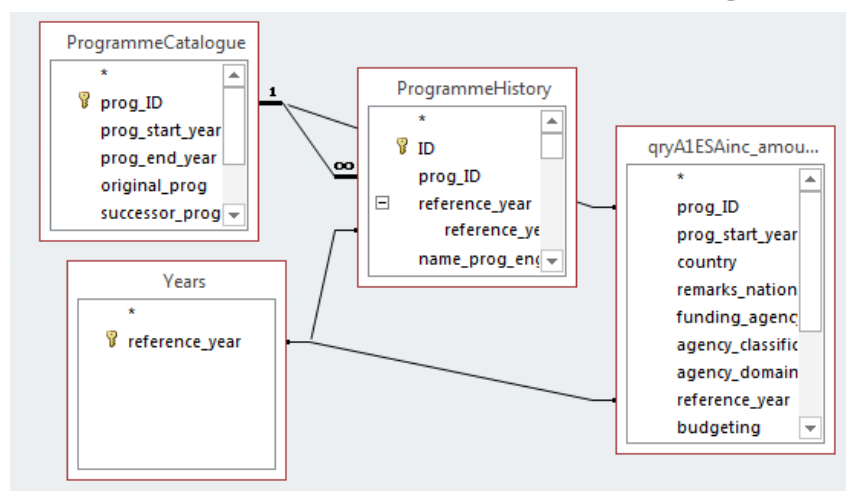 ProgrammeCatalogue
*
prog_ID
prog_start_year
prog_end_year
original_prog
successor_prog
1
∞
ProgrammeHistory
*
ID
prog_ID
reference_year
reference_ye
name_prog_eng
qryA1ESAinc_amou...
*
prog_ID
prog_start_year
country
remarks_nation
funding_agenc
agency_classific
agency_domain
reference_year
budgeting
Years
*
reference_year